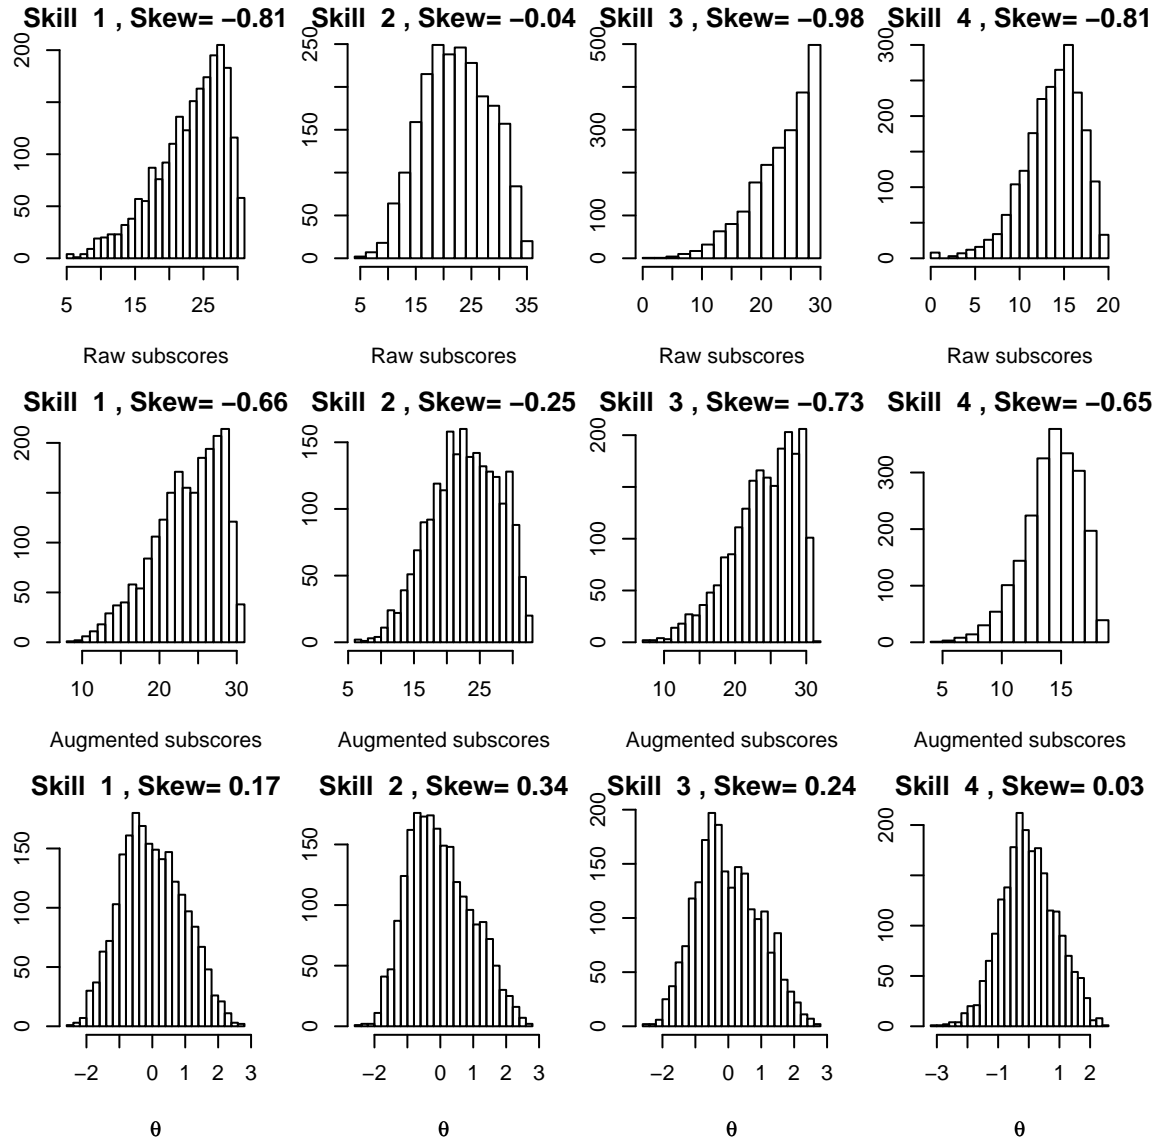 Skill 1 , Skew= −0.81
0 50 100 200
5 15 25
Raw subscores
Skill 2 , Skew= −0.04
0 50 150 250
5 15 25 35
Raw subscores
Skill 3 , Skew= −0.98
0 100 300 500
0 10 20 30
Raw subscores
Skill 4 , Skew= −0.81
0 100 200 300
0 5 10 15 20
Raw subscores
Skill 1 , Skew= −0.66
0 50 100 200
10 20 30
Augmented subscores
Skill 2 , Skew= −0.25
0 50 100 150
5 15 25
Augmented subscores
Skill 3 , Skew= −0.73
0 50 100 200
10 20 30
Augmented subscores
Skill 4 , Skew= −0.65
0 100 200 300
5 10 15
Augmented subscores
Skill 1 , Skew= 0.17
0 50 100 150
−2 0 1 2 3
θ
Skill 2 , Skew= 0.34
0 50 100 150
−2 0 1 2 3
θ
Skill 3 , Skew= 0.24
0 50 100 150 200
−2 0 1 2 3
θ
Skill 4 , Skew= 0.03
0 50 100 200
−3 −1 1 2
θ